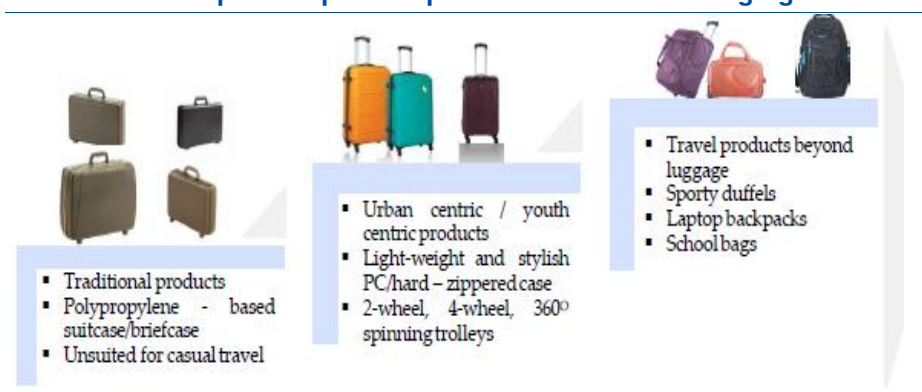 ▪ Traditional products
▪ Polypropylene - based
suitcase/briefcase
▪ Unsuited for casual travel
▪ Urban centric / youth
centric products
▪ Light-weight and stylish
PC/hard – zippered case
▪ 2-wheel, 4-wheel, 360⁰
spinning trolleys
▪ Travel products beyond
luggage
▪ Sporty duffels
▪ Laptop backpacks
▪ School bags